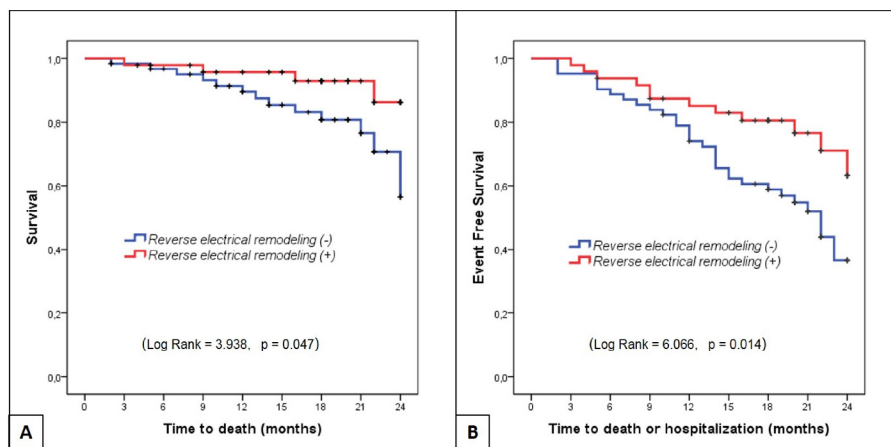 1,0
0,8
0,6
0,4
0,2
0,0
Survival
Reverse electrical remodeling (-)
Reverse electrical remodeling (+)
(Log Rank = 3.938, p = 0.047)
0 3 6 9 12 15 18 21 24
Time to death (months)
A
1,0
0,8
0,6
0,4
0,2
0,0
Event Free Survival
Reverse electrical remodeling (-)
Reverse electrical remodeling (+)
(Log Rank = 6.066, p = 0.014)
0 3 6 9 12 15 18 21 24
Time to death or hospitalization (months)
B